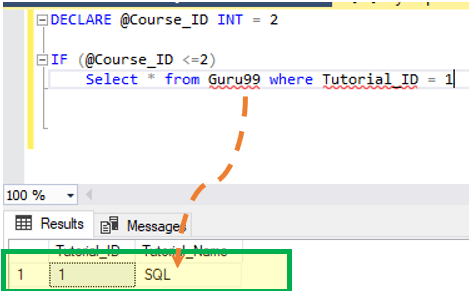 DECLARE @Course_ID INT = 2
IF (@Course_ID <=2)
Select * from Guru99 where Tutorial_ID = 1
100 %
Results Messages
Tutorial_ID Tutorial_Name
1 1 SQL